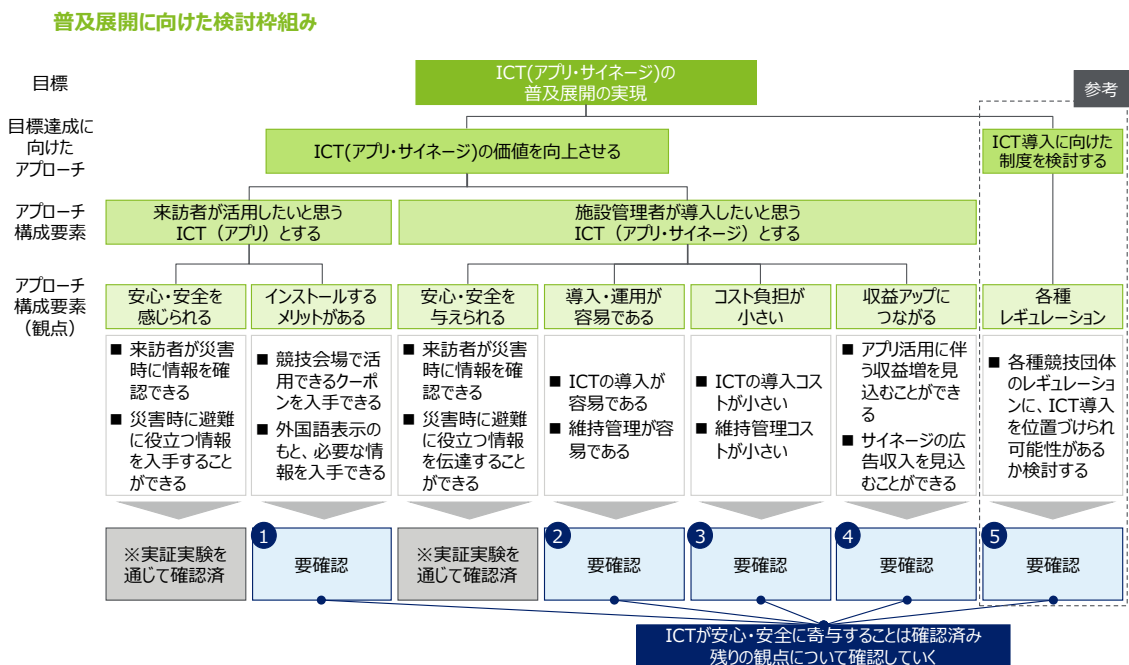 普及展開に向けた検討枠組み
目標
ICT(アプリ・サイネージ)の
普及展開の実現
参考
目標達成に
向けた
アプローチ
ICT(アプリ・サイネージ)の価値を向上させる
ICT導入に向けた
制度を検討する
アプローチ
構成要素
来訪者が活用したいと思う
ICT（アプリ）とする
施設管理者が導入したいと思う
ICT（アプリ・サイネージ）とする
アプローチ
構成要素
（観点）
安心・安全を
感じられる
インストールする
メリットがある
安心・安全を
与えられる
導入・運用が
容易である
コスト負担が
小さい
収益アップに
つながる
各種
レギュレーション
■ 来訪者が災害
時に情報を確
認できる
■ 災害時に避難
に役立つ情報
を入手すること
ができる
■ 競技会場で活
用できるクーポ
ンを入手できる
■ 外国語表示の
もと、必要な情
報を入手できる
■ 来訪者が災害
時に情報を確
認できる
■ 災害時に避難
に役立つ情報
を伝達すること
ができる
■ ICTの導入が
容易である
■ 維持管理が容
易である
■ ICTの導入コス
トが小さい
■ 維持管理コス
トが小さい
■ アプリ活用に伴
う収益増を見
込むことができ
る
■ サイネージの広
告収入を見込
むことができる
■ 各種競技団体
のレギュレーショ
ンに、ICT導入
を位置づけられ
可能性がある
か検討する
※実証実験を
通じて確認済
1
要確認
※実証実験を
通じて確認済
2
要確認
3
要確認
4
要確認
5
要確認
ICTが安心・安全に寄与することは確認済み
残りの観点について確認していく